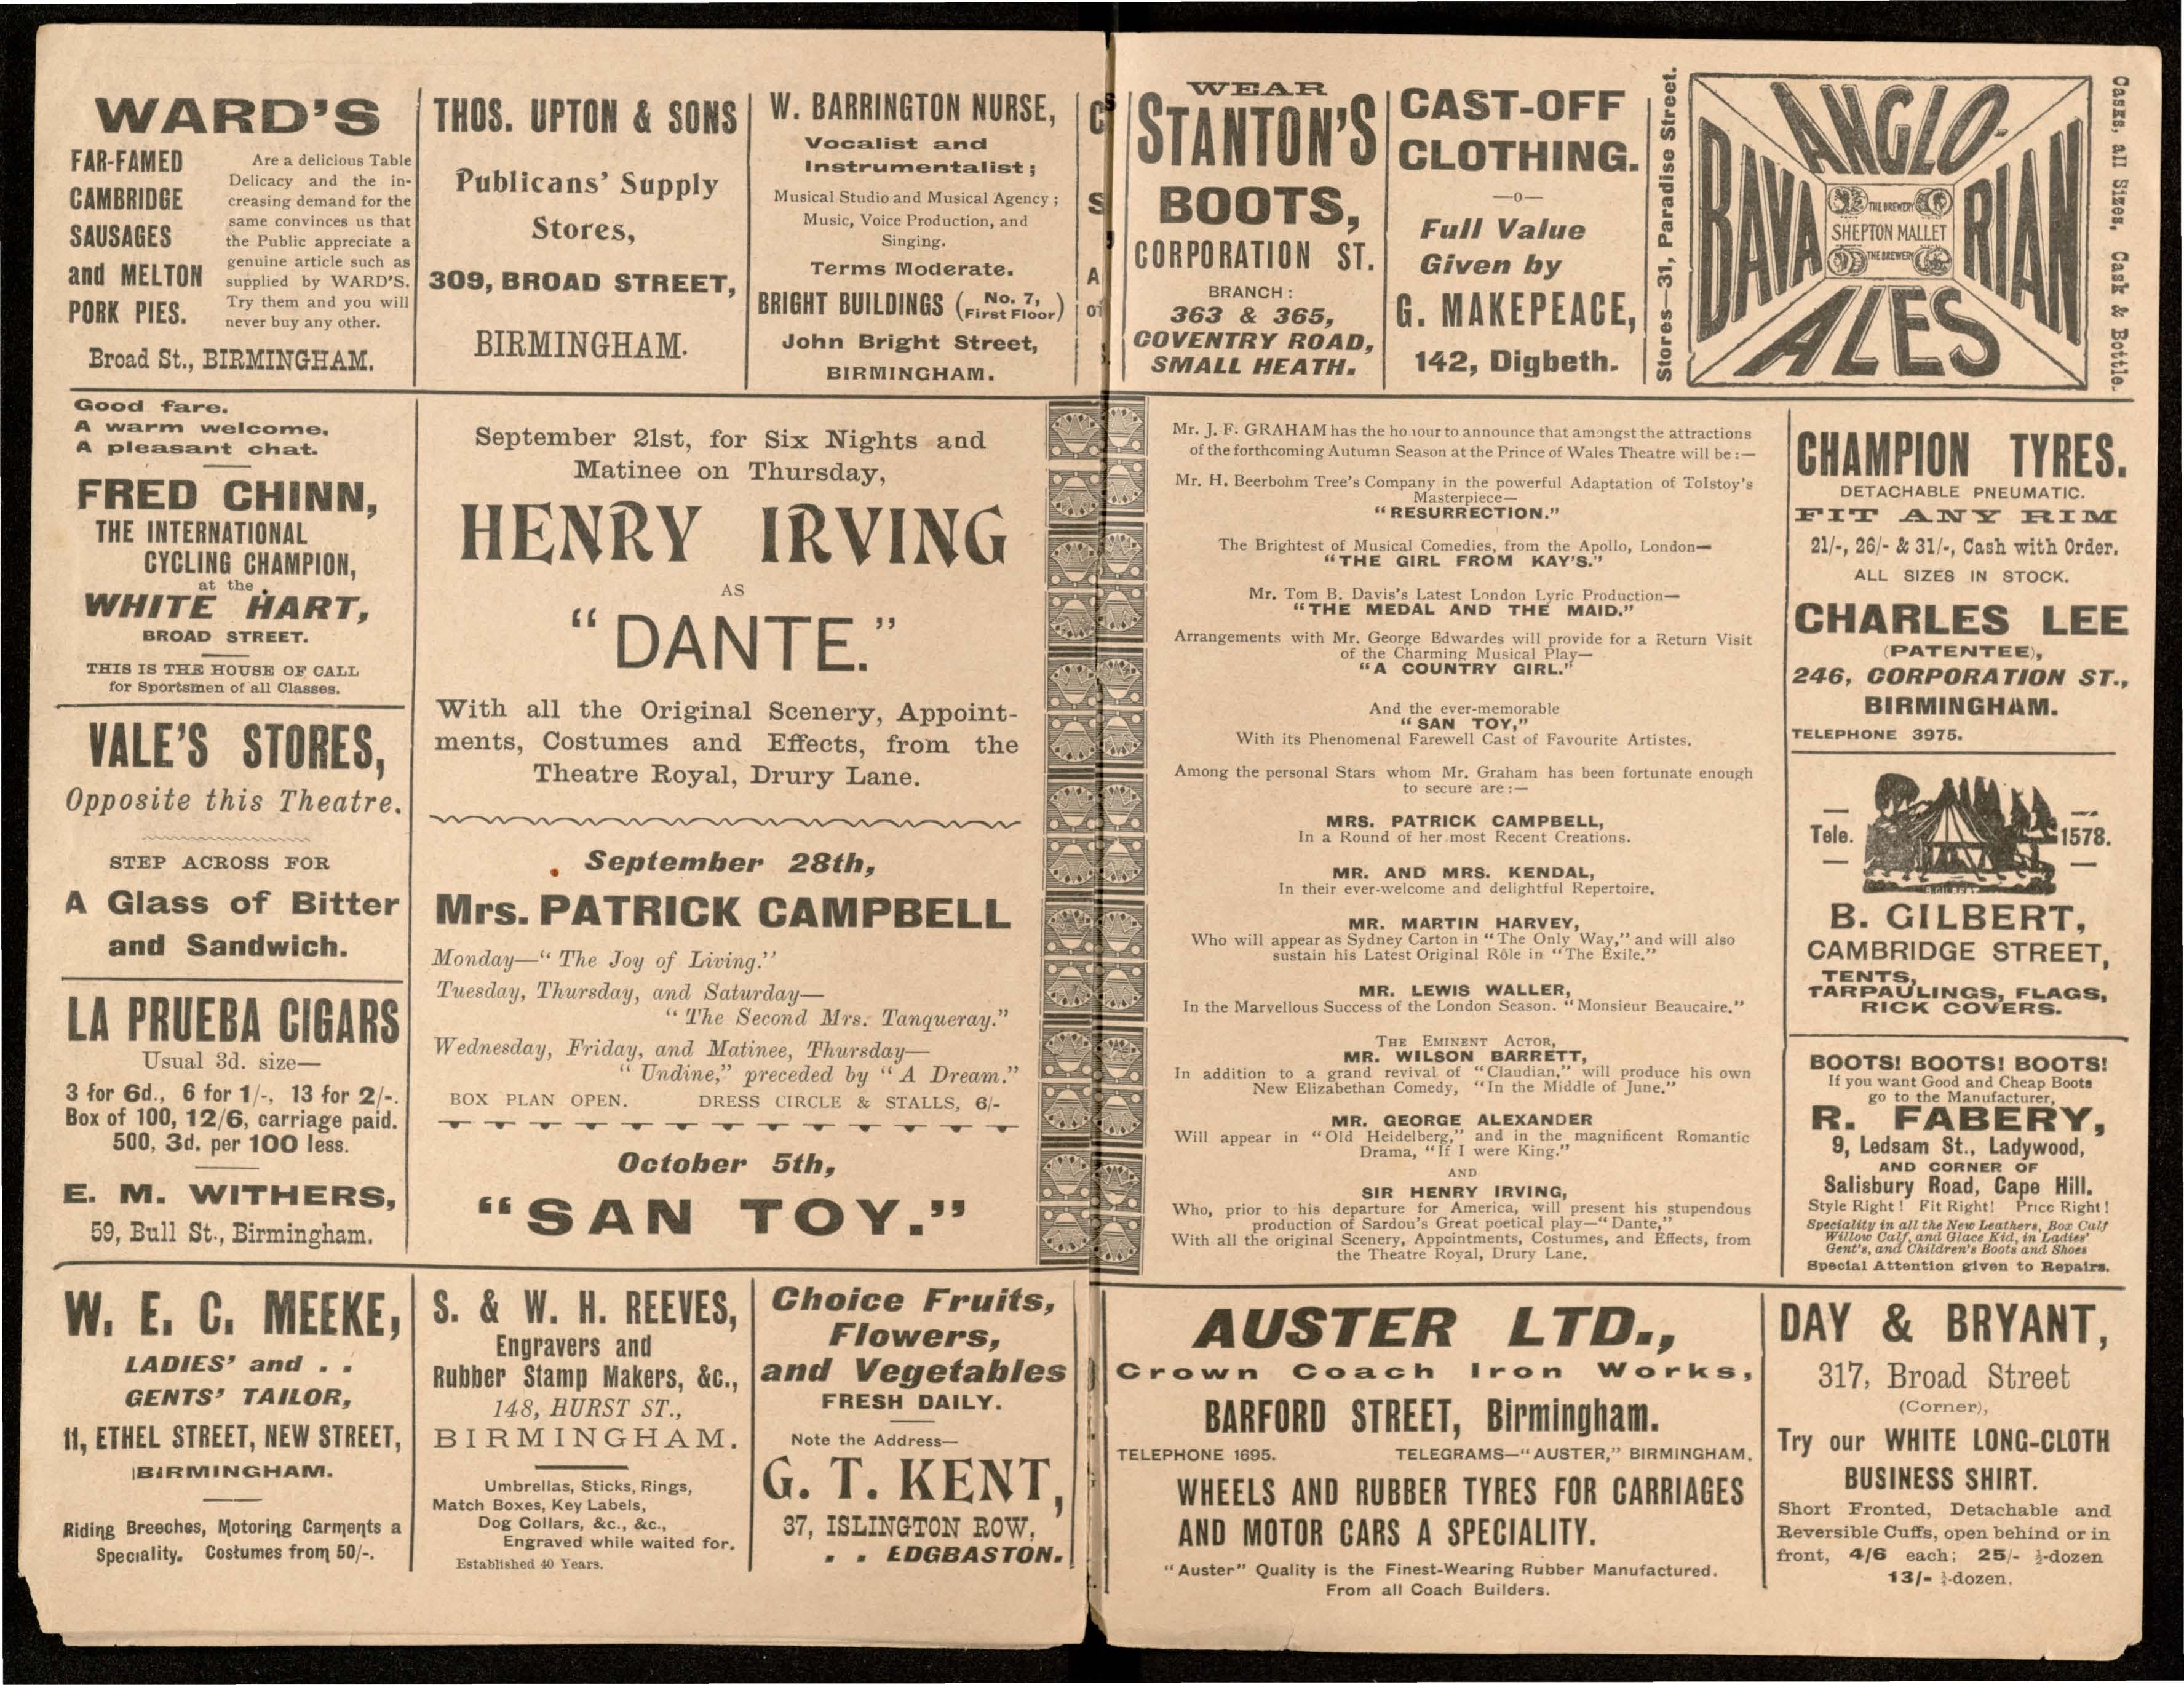 WARD'S
FAR-FAMED
CAMBRIDGE
SAUSAGES
and MELTON
PORK PIES.
Are a delicious Table
Delicacy and the in-
creasing demand for the
same convinces us that
the Public appreciate a
genuine article such as
supplied by WARD'S.
Try them and you will
never buy any other.
Broad St., BIRMINGHAM.
THOS. UPTON & SONS
Publicans' Supply
Stores,
309, BROAD STREET,
BIRMINGHAM.
W. BARRINGTON NURSE,
Vocalist and
Instrumentalist;
Musical Studio and Musical Agency;
Music, Voice Production, and
Singing.
Terms Moderate.
BRIGHT BUILDINGS (No. 7, First Floor)
John Bright Street,
BIRMINGHAM.
WEAR
STANTON'S
BOOTS,
CORPORATION ST.
BRANCH:
363 & 365,
COVENTRY ROAD,
SMALL HEATH.
CAST-OFF
CLOTHING.
—o—
Full Value
Given by
G. MAKEPEACE,
142, Digbeth.
Stores—31, Paradise Street.
ANGLO-
BAVARIAN
ALES
THE BREWERY
SHEPTON MALLET
THE BREWERY
Casks, all Sizes, Cask & Bottle.
Good fare.
A warm welcome.
A pleasant chat.
FRED CHINN,
THE INTERNATIONAL
CYCLING CHAMPION,
at the
WHITE HART,
BROAD STREET.
THIS IS THE HOUSE OF CALL
for Sportsmen of all Classes.
VALE'S STORES,
Opposite this Theatre.
STEP ACROSS FOR
A Glass of Bitter
and Sandwich.
LA PRUEBA CIGARS
Usual 3d. size—
3 for 6d., 6 for 1/-, 13 for 2/-.
Box of 100, 12/6, carriage paid.
500, 3d. per 100 less.
E. M. WITHERS,
59, Bull St., Birmingham.
September 21st, for Six Nights and
Matinee on Thursday,
HENRY IRVING
AS
"DANTE."
With all the Original Scenery, Appoint-
ments, Costumes and Effects, from the
Theatre Royal, Drury Lane.
September 28th,
Mrs. PATRICK CAMPBELL
Monday—"The Joy of Living."
Tuesday, Thursday, and Saturday—
"The Second Mrs. Tanqueray."
Wednesday, Friday, and Matinee, Thursday—
"Undine," preceded by "A Dream."
BOX PLAN OPEN. DRESS CIRCLE & STALLS, 6/-
October 5th,
"SAN TOY."
Mr. J. F. GRAHAM has the honour to announce that amongst the attractions
of the forthcoming Autumn Season at the Prince of Wales Theatre will be:—
Mr. H. Beerbohm Tree's Company in the powerful Adaptation of Tolstoy's
Masterpiece—
"RESURRECTION."
The Brightest of Musical Comedies, from the Apollo, London—
"THE GIRL FROM KAY'S."
Mr. Tom B. Davis's Latest London Lyric Production—
"THE MEDAL AND THE MAID."
Arrangements with Mr. George Edwardes will provide for a Return Visit
of the Charming Musical Play—
"A COUNTRY GIRL."
And the ever-memorable
"SAN TOY,"
With its Phenomenal Farewell Cast of Favourite Artistes.
Among the personal Stars whom Mr. Graham has been fortunate enough
to secure are:—
MRS. PATRICK CAMPBELL,
In a Round of her most Recent Creations.
MR. AND MRS. KENDAL,
In their ever-welcome and delightful Repertoire.
MR. MARTIN HARVEY,
Who will appear as Sydney Carton in "The Only Way," and will also
sustain his Latest Original Rôle in "The Exile."
MR. LEWIS WALLER,
In the Marvellous Success of the London Season. "Monsieur Beaucaire."
THE EMINENT ACTOR,
MR. WILSON BARRETT,
In addition to a grand revival of "Claudian," will produce his own
New Elizabethan Comedy, "In the Middle of June."
MR. GEORGE ALEXANDER
Will appear in "Old Heidelberg," and in the magnificent Romantic
Drama, "If I were King."
AND
SIR HENRY IRVING,
Who, prior to his departure for America, will present his stupendous
production of Sardou's Great poetical play—"Dante,"
With all the original Scenery, Appointments, Costumes, and Effects, from
the Theatre Royal, Drury Lane.
CHAMPION TYRES.
DETACHABLE PNEUMATIC.
FIT ANY RIM
21/-, 26/- & 31/-, Cash with Order.
ALL SIZES IN STOCK.
CHARLES LEE
(PATENTEE),
246, CORPORATION ST.,
BIRMINGHAM.
TELEPHONE 3975.
Tele. 1578.
B. GILBERT,
CAMBRIDGE STREET,
TENTS,
TARPAULINGS, FLAGS,
RICK COVERS.
BOOTS! BOOTS! BOOTS!
If you want Good and Cheap Boots
go to the Manufacturer,
R. FABERY,
9, Ledsam St., Ladywood,
AND CORNER OF
Salisbury Road, Cape Hill.
Style Right! Fit Right! Price Right!
Speciality in all the New Leathers, Box Calf
Willow Calf, and Glace Kid, in Ladies'
Gent's, and Children's Boots and Shoes
Special Attention given to Repairs.
W. E. C. MEEKE,
LADIES' and . .
GENTS' TAILOR,
11, ETHEL STREET, NEW STREET,
BIRMINGHAM.
Riding Breeches, Motoring Garments a
Speciality. Costumes from 50/-.
S. & W. H. REEVES,
Engravers and
Rubber Stamp Makers, &c.,
148, HURST ST.,
BIRMINGHAM.
Umbrellas, Sticks, Rings,
Match Boxes, Key Labels,
Dog Collars, &c., &c.,
Engraved while waited for.
Established 40 Years.
Choice Fruits,
Flowers,
and Vegetables
FRESH DAILY.
Note the Address—
G. T. KENT,
37, ISLINGTON ROW,
. . EDGBASTON.
AUSTER LTD.,
Crown Coach Iron Works,
BARFORD STREET, Birmingham.
TELEPHONE 1695. TELEGRAMS—"AUSTER," BIRMINGHAM.
WHEELS AND RUBBER TYRES FOR CARRIAGES
AND MOTOR CARS A SPECIALITY.
"Auster" Quality is the Finest-Wearing Rubber Manufactured.
From all Coach Builders.
DAY & BRYANT,
317, Broad Street
(Corner),
Try our WHITE LONG-CLOTH
BUSINESS SHIRT.
Short Fronted, Detachable and
Reversible Cuffs, open behind or in
front, 4/6 each; 25/- ½-dozen
13/- ¼-dozen.